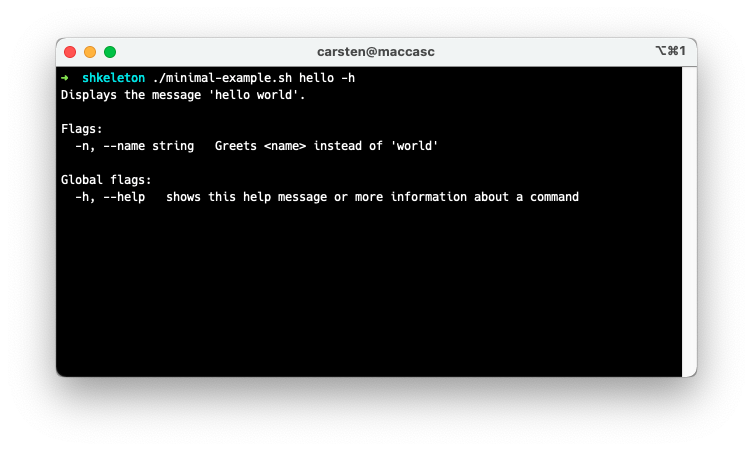 carsten@maccasc ⌥⌘1
➜ shkeleton ./minimal-example.sh hello -h
Displays the message 'hello world'.
Flags:
-n, --name string Greets <name> instead of 'world'
Global flags:
-h, --help shows this help message or more information about a command